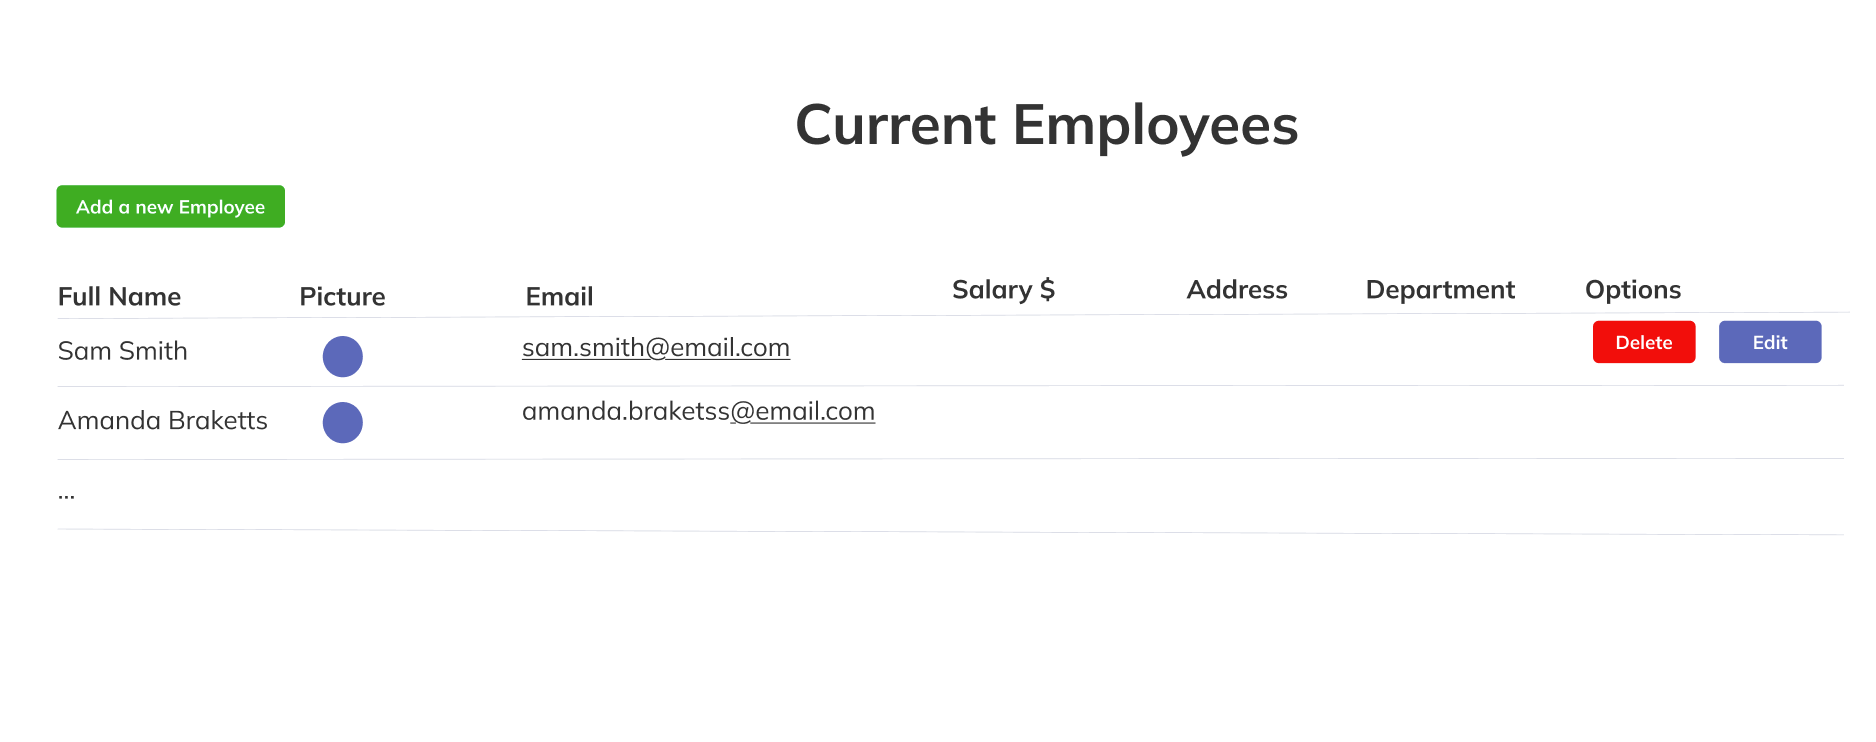 Current Employees
Add a new Employee
Full Name Picture Email Salary $ Address Department Options
Sam Smith sam.smith@email.com Delete Edit
Amanda Braketts amanda.braketss@email.com
...